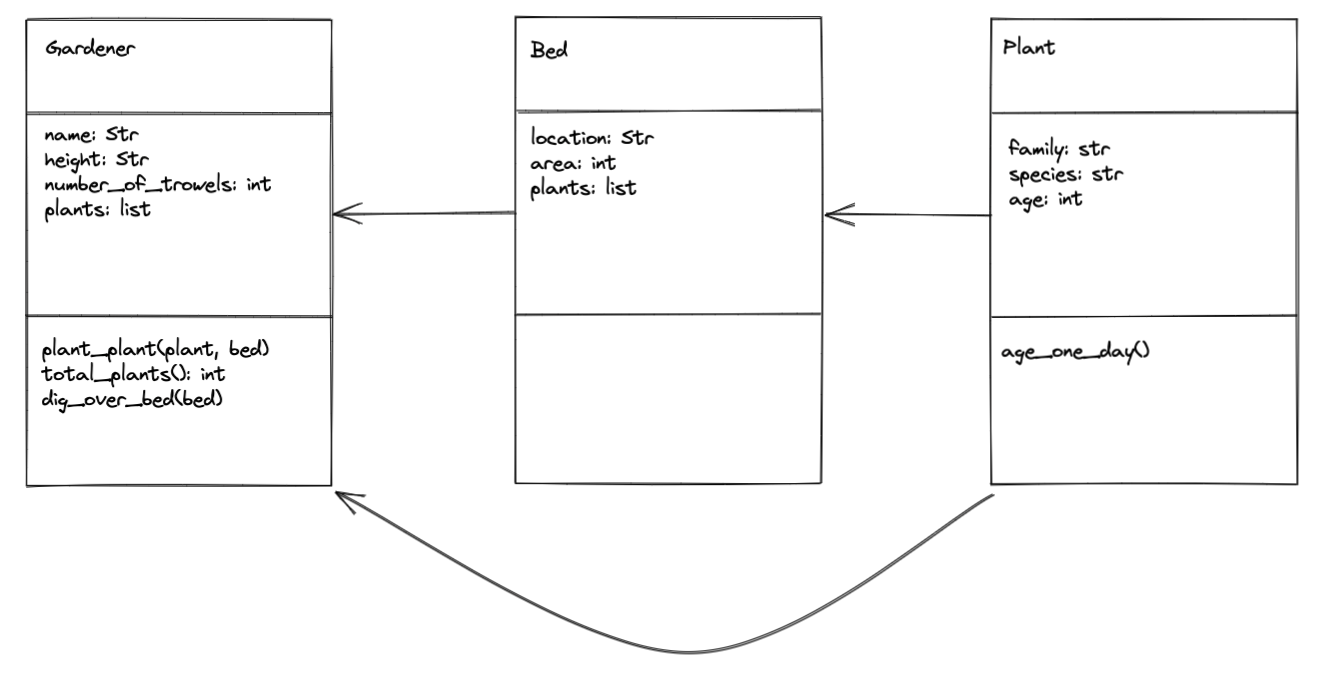 Gardener
name: Str
height: Str
number_of_trowels: int
plants: list
plant_plant(plant, bed)
total_plants(): int
dig_over_bed(bed)
Bed
location: Str
area: int
plants: list
Plant
family: str
species: str
age: int
age_one_day()